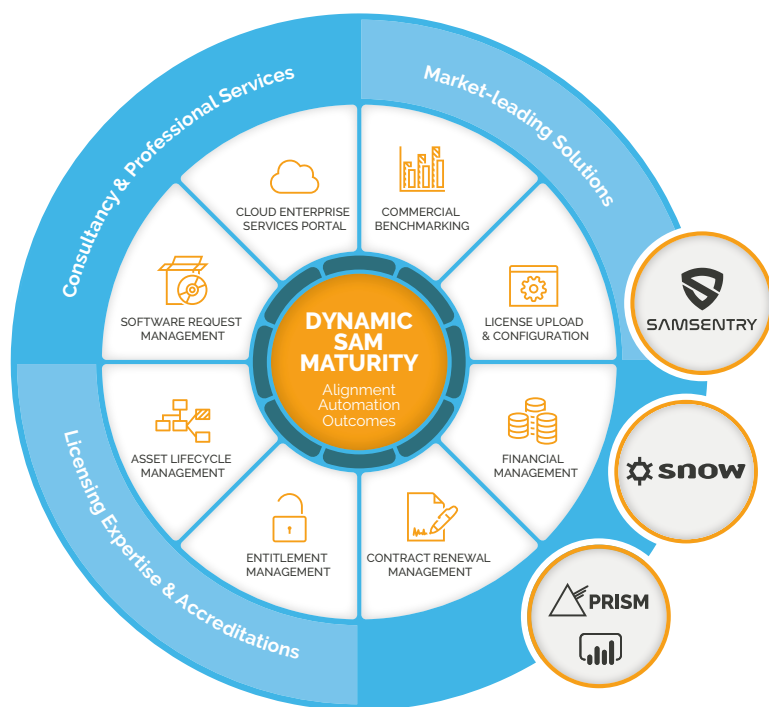 Consultancy & Professional Services
Market-leading Solutions
CLOUD ENTERPRISE
SERVICES PORTAL
COMMERCIAL
BENCHMARKING
SOFTWARE REQUEST
MANAGEMENT
LICENSE UPLOAD
& CONFIGURATION
SAMSENTRY
DYNAMIC
SAM
MATURITY
Alignment
Automation
Outcomes
ASSET LIFECYCLE
MANAGEMENT
FINANCIAL
MANAGEMENT
snow
ENTITLEMENT
MANAGEMENT
CONTRACT RENEWAL
MANAGEMENT
Licensing Expertise & Accreditations
PRISM